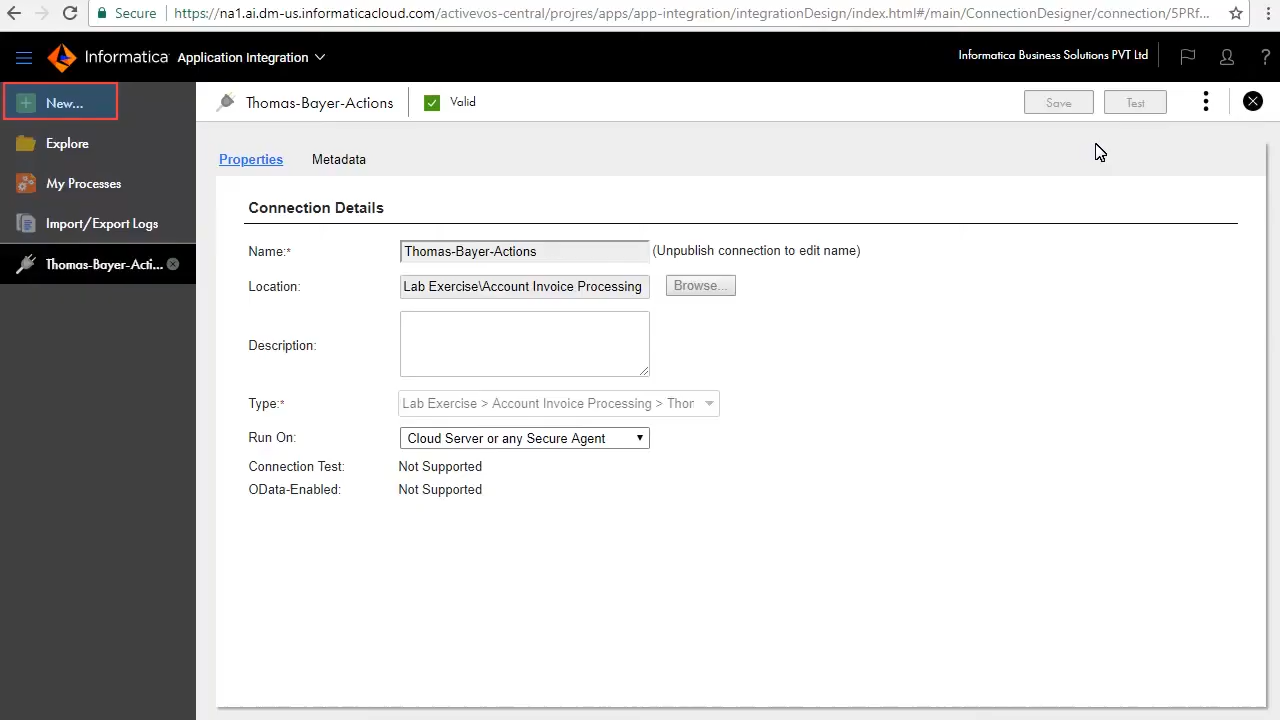 Secure https://na1.ai.dm-us.informaticacloud.com/activevos-central/projres/apps/app-integration/integrationDesign/index.html#/main/ConnectionDesigner/connection/5PRf...
Informatica Application Integration
Informatica Business Solutions PVT Ltd
?
New...
Thomas-Bayer-Actions
Valid
Save
Test
Explore
My Processes
Import/Export Logs
Thomas-Bayer-Acti...
Properties
Metadata
Connection Details
Name:* Thomas-Bayer-Actions (Unpublish connection to edit name)
Location: Lab Exercise\Account Invoice Processing Browse...
Description:
Type:* Lab Exercise > Account Invoice Processing > Thor
Run On: Cloud Server or any Secure Agent
Connection Test: Not Supported
OData-Enabled: Not Supported